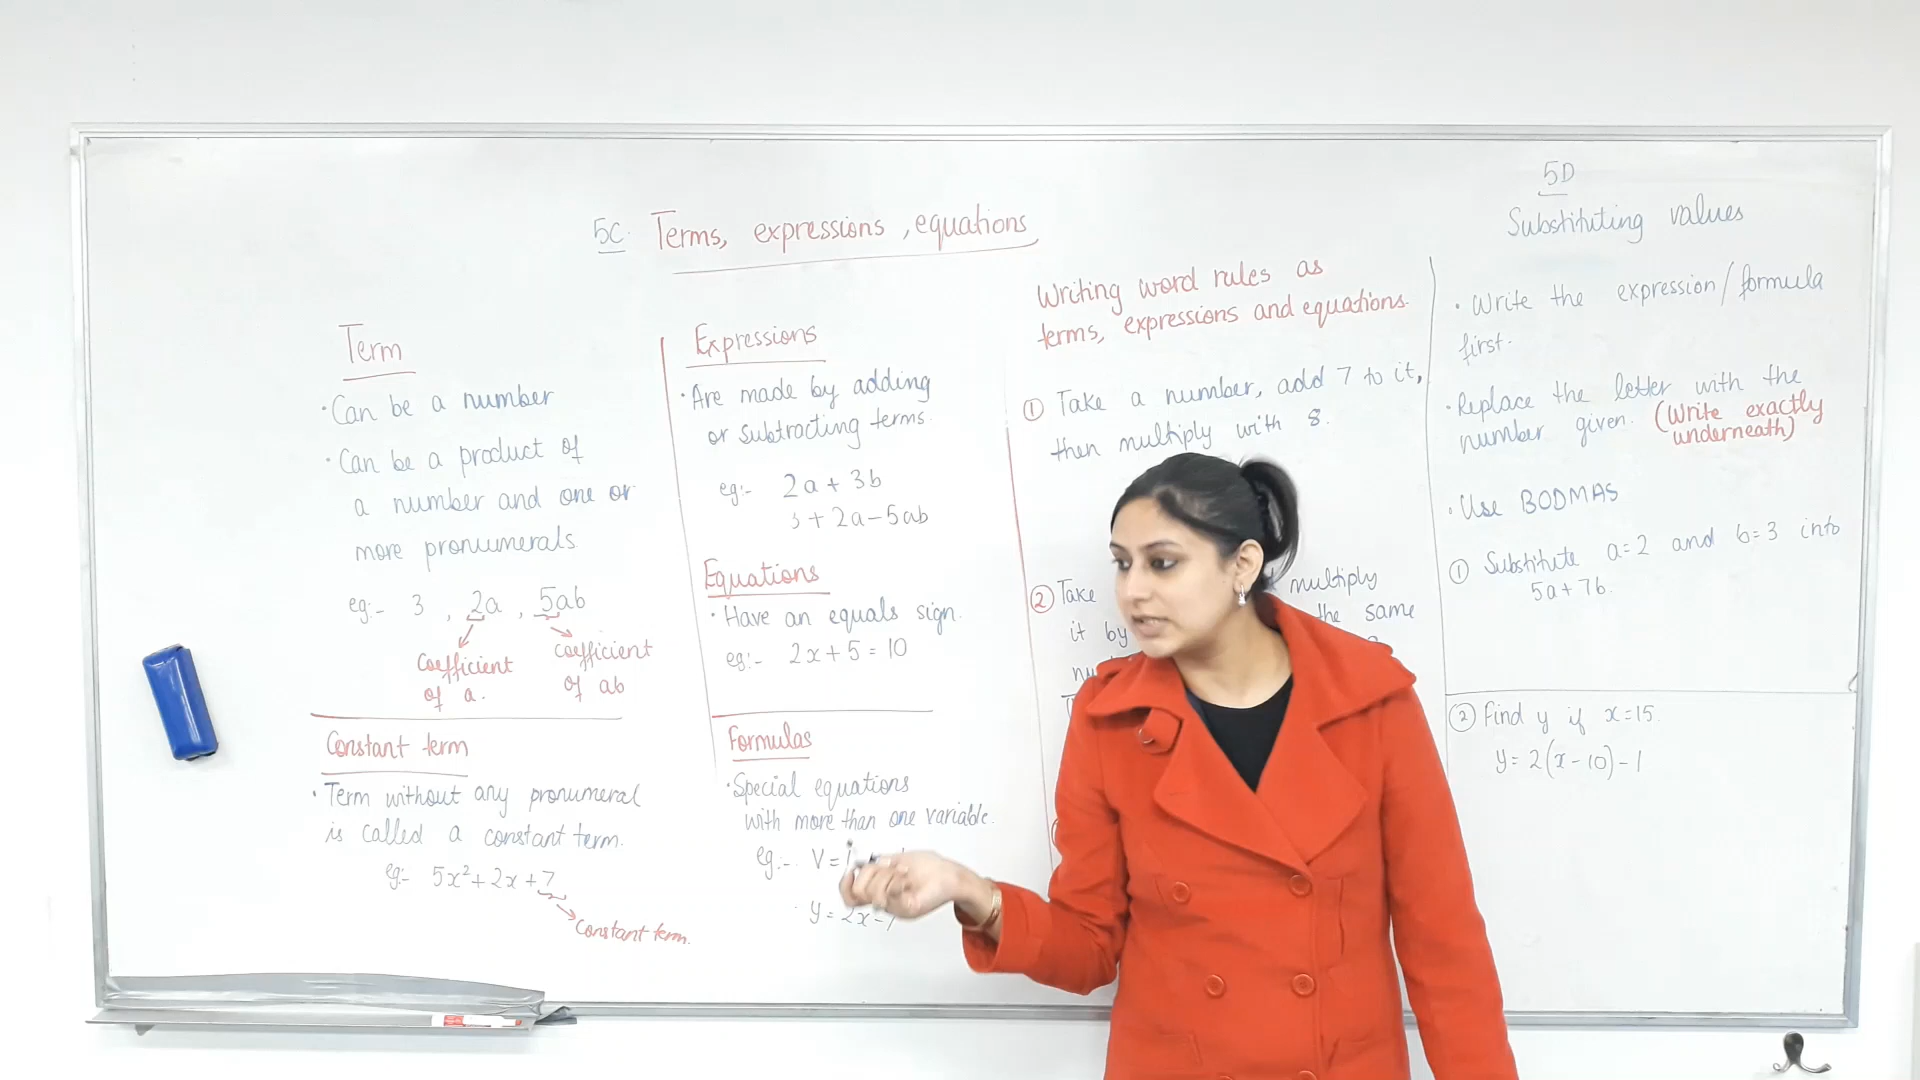 5C. Terms, expressions, equations
Term
· Can be a number
· Can be a product of
a number and one or
more pronumerals
eg:- 3 , 2a , 5ab
coefficient
of a.
coefficient
of ab
Constant term
· Term without any pronumeral
is called a constant term.
eg:- 5x² + 2x + 7
Constant term.
Expressions
· Are made by adding
or subtracting terms.
eg:- 2a + 3b
+ 2a - 5ab
Equations
· Have an equals sign.
eg:- 2x + 5 = 10
Formulas
· Special equations
with more than one variable.
eg:- V =
y = 2x -
Writing word rules as
terms, expressions and equations.
① Take a number, add 7 to it,
then multiply with 8.
② Take multiply
it by the same
5D
Substituting values
· Write the expression/formula
first.
· Replace the letter with the
number given. (Write exactly
underneath)
· Use BODMAS
① Substitute a=2 and b=3 into
5a + 7b.
② Find y if x=15.
y = 2(x - 10) - 1